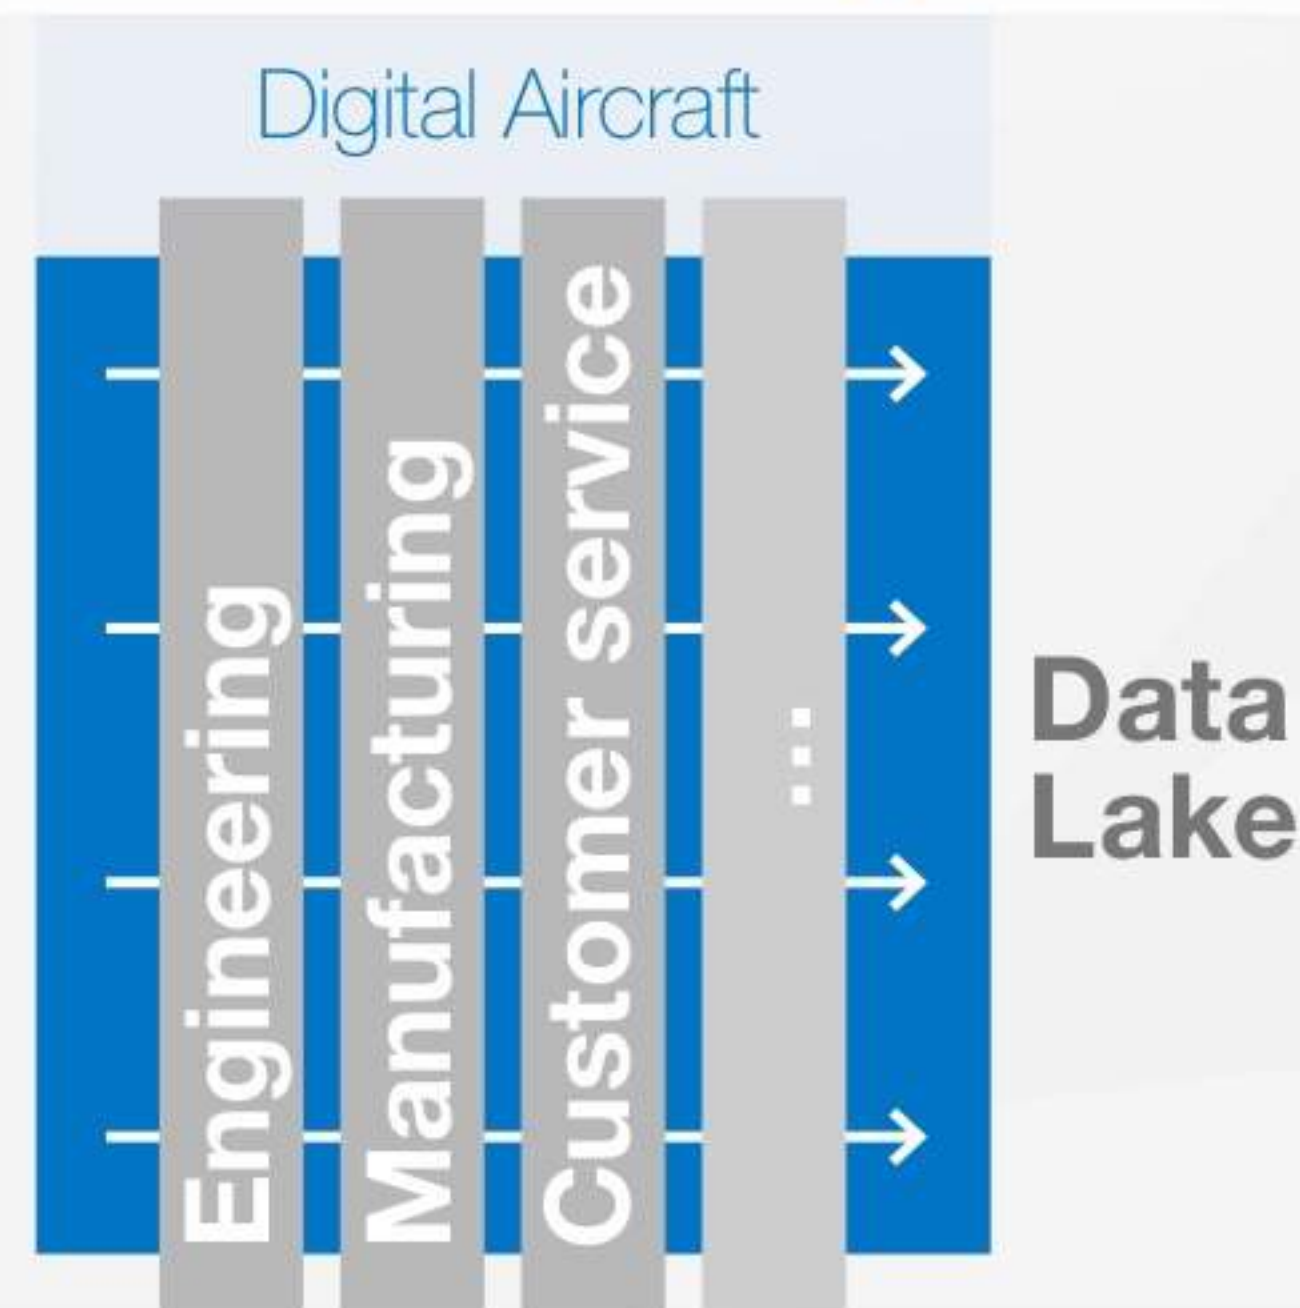 Digital Aircraft
Engineering
Manufacturing
Customer service
...
Data
Lake